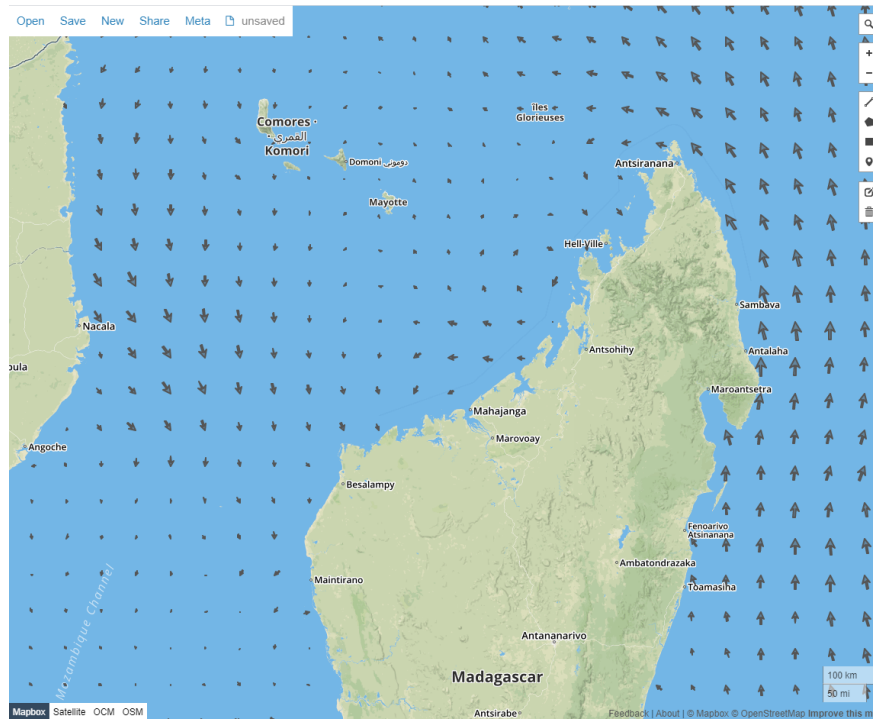 Open Save New Share Meta unsaved
Comores ·
القمري ·
Komori
Îles
Glorieuses
Domoni دوموني
Antsiranana
Mayotte
Hell-Ville
Sambava
Nacala
Antsohihy
Antalaha
pula
Maroantsetra
Mahajanga
Marovoay
Angoche
Besalampy
Fenoarivo
Atsinanana
Ambatondrazaka
Maintirano
Toamasiha
Mozambique Channel
Antananarivo
Madagascar
100 km
50 mi
Antsirabe
Mapbox Satellite OCM OSM
Feedback | About | © Mapbox © OpenStreetMap Improve this m